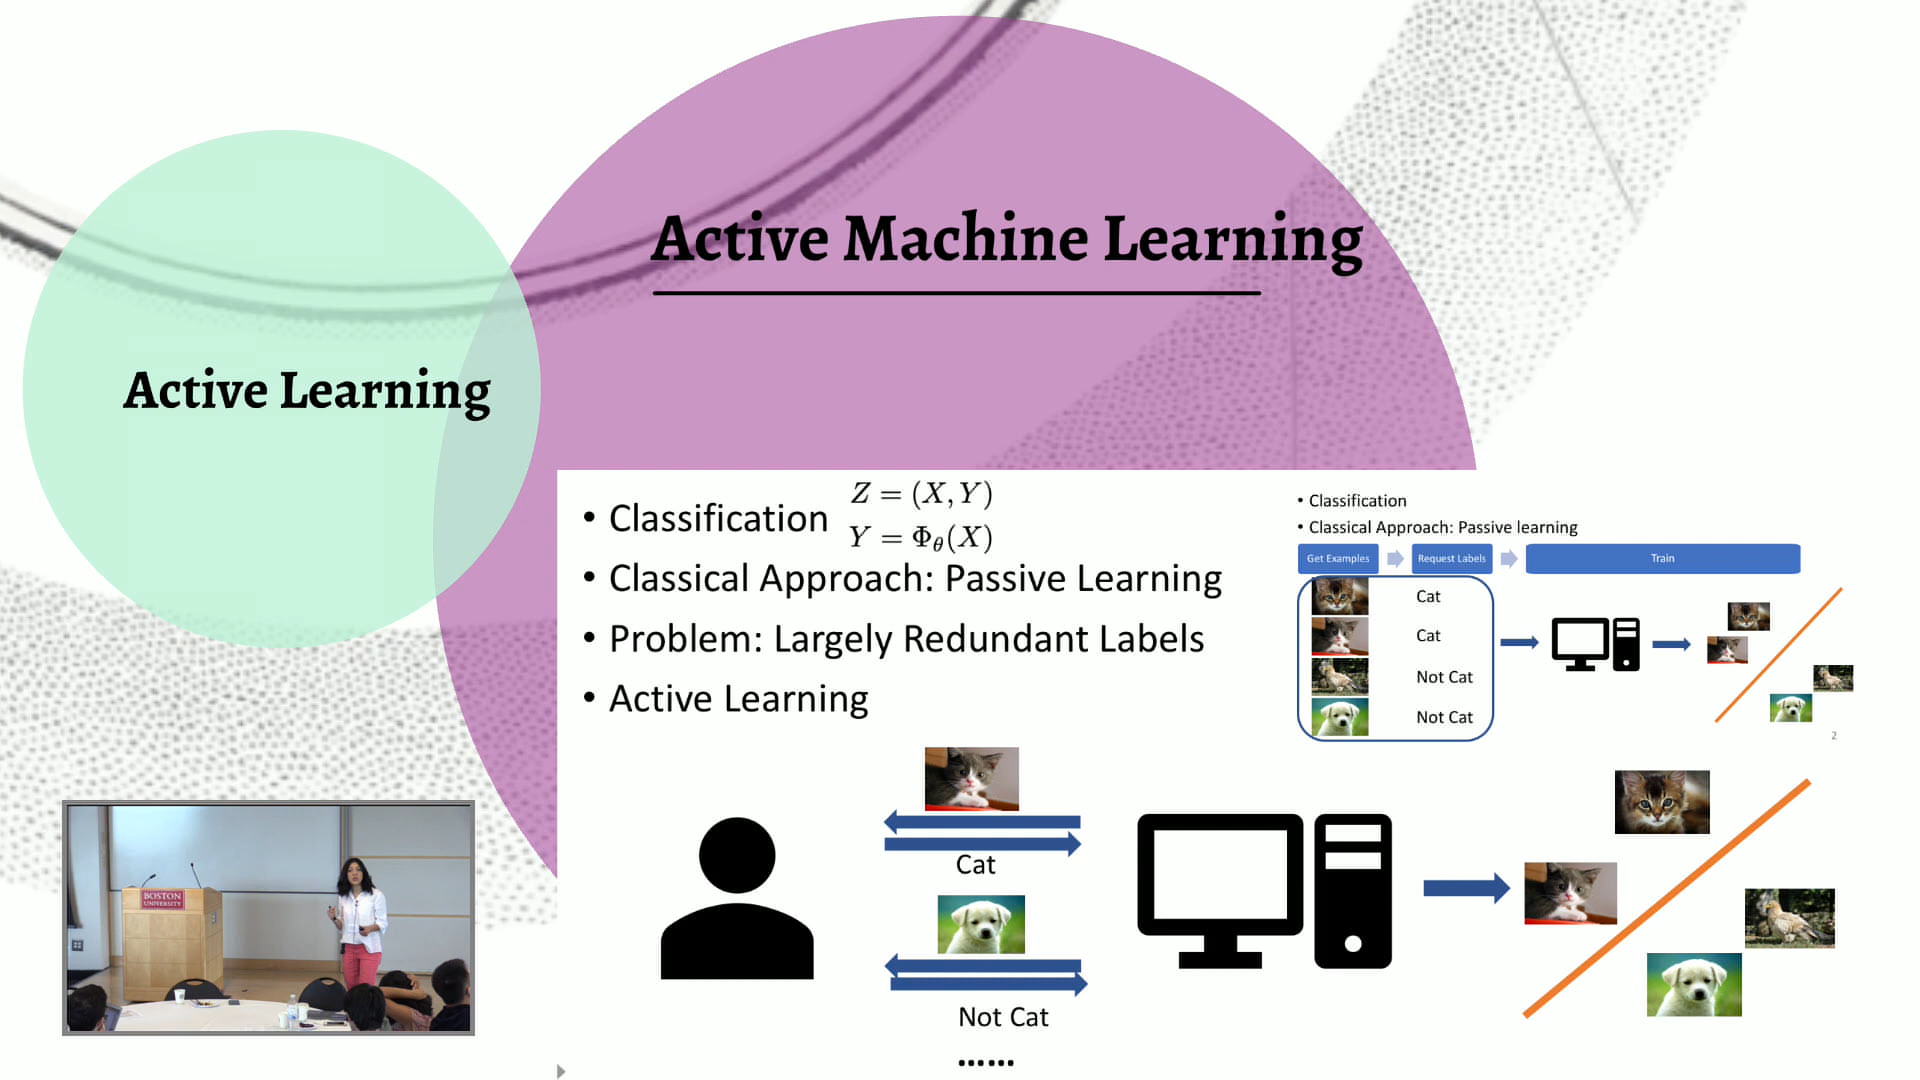 Active Machine Learning
Active Learning
• Classification
Z = (X, Y)
Y = Φθ(X)
• Classical Approach: Passive Learning
• Problem: Largely Redundant Labels
• Active Learning
• Classification
• Classical Approach: Passive learning
Get Examples
Request Labels
Train
Cat
Cat
Not Cat
Not Cat
2
Cat
Not Cat
......
BOSTON
UNIVERSITY